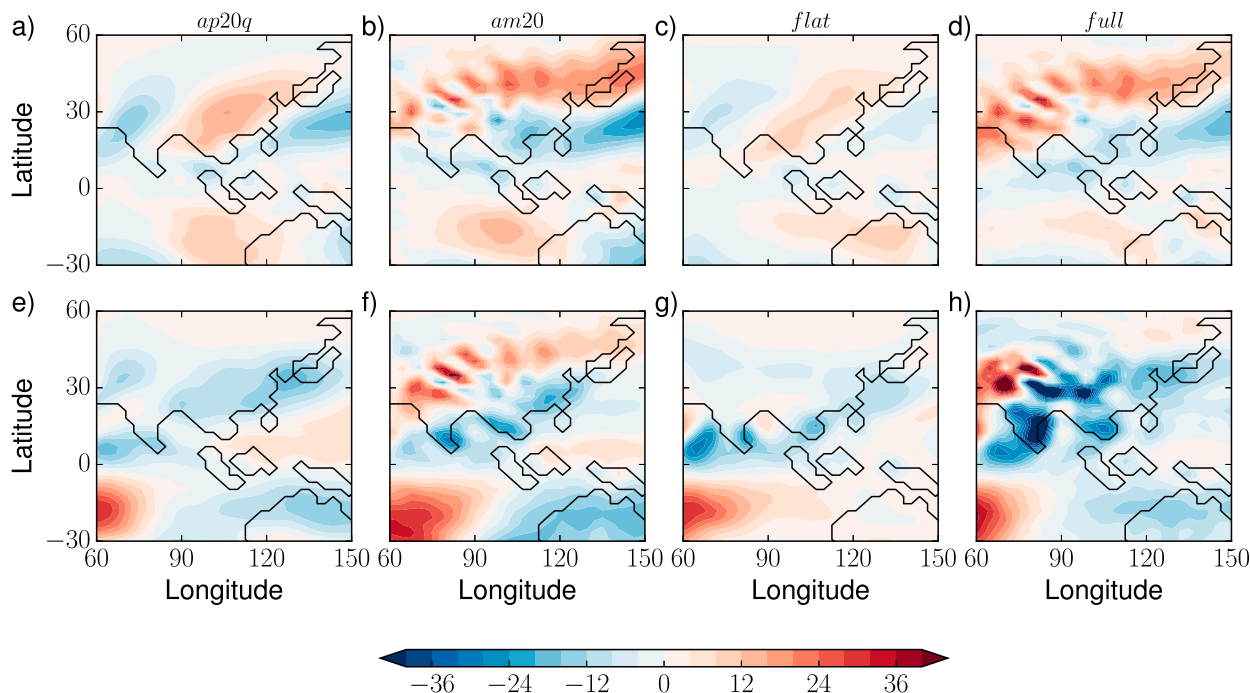 a) ap20q b) am20 c) flat d) full
60
30
0
−30
Latitude
e) f) g) h)
60
30
0
−30
Latitude
60 90 120 150 60 90 120 150 60 90 120 150 60 90 120 150
Longitude Longitude Longitude Longitude
−36 −24 −12 0 12 24 36